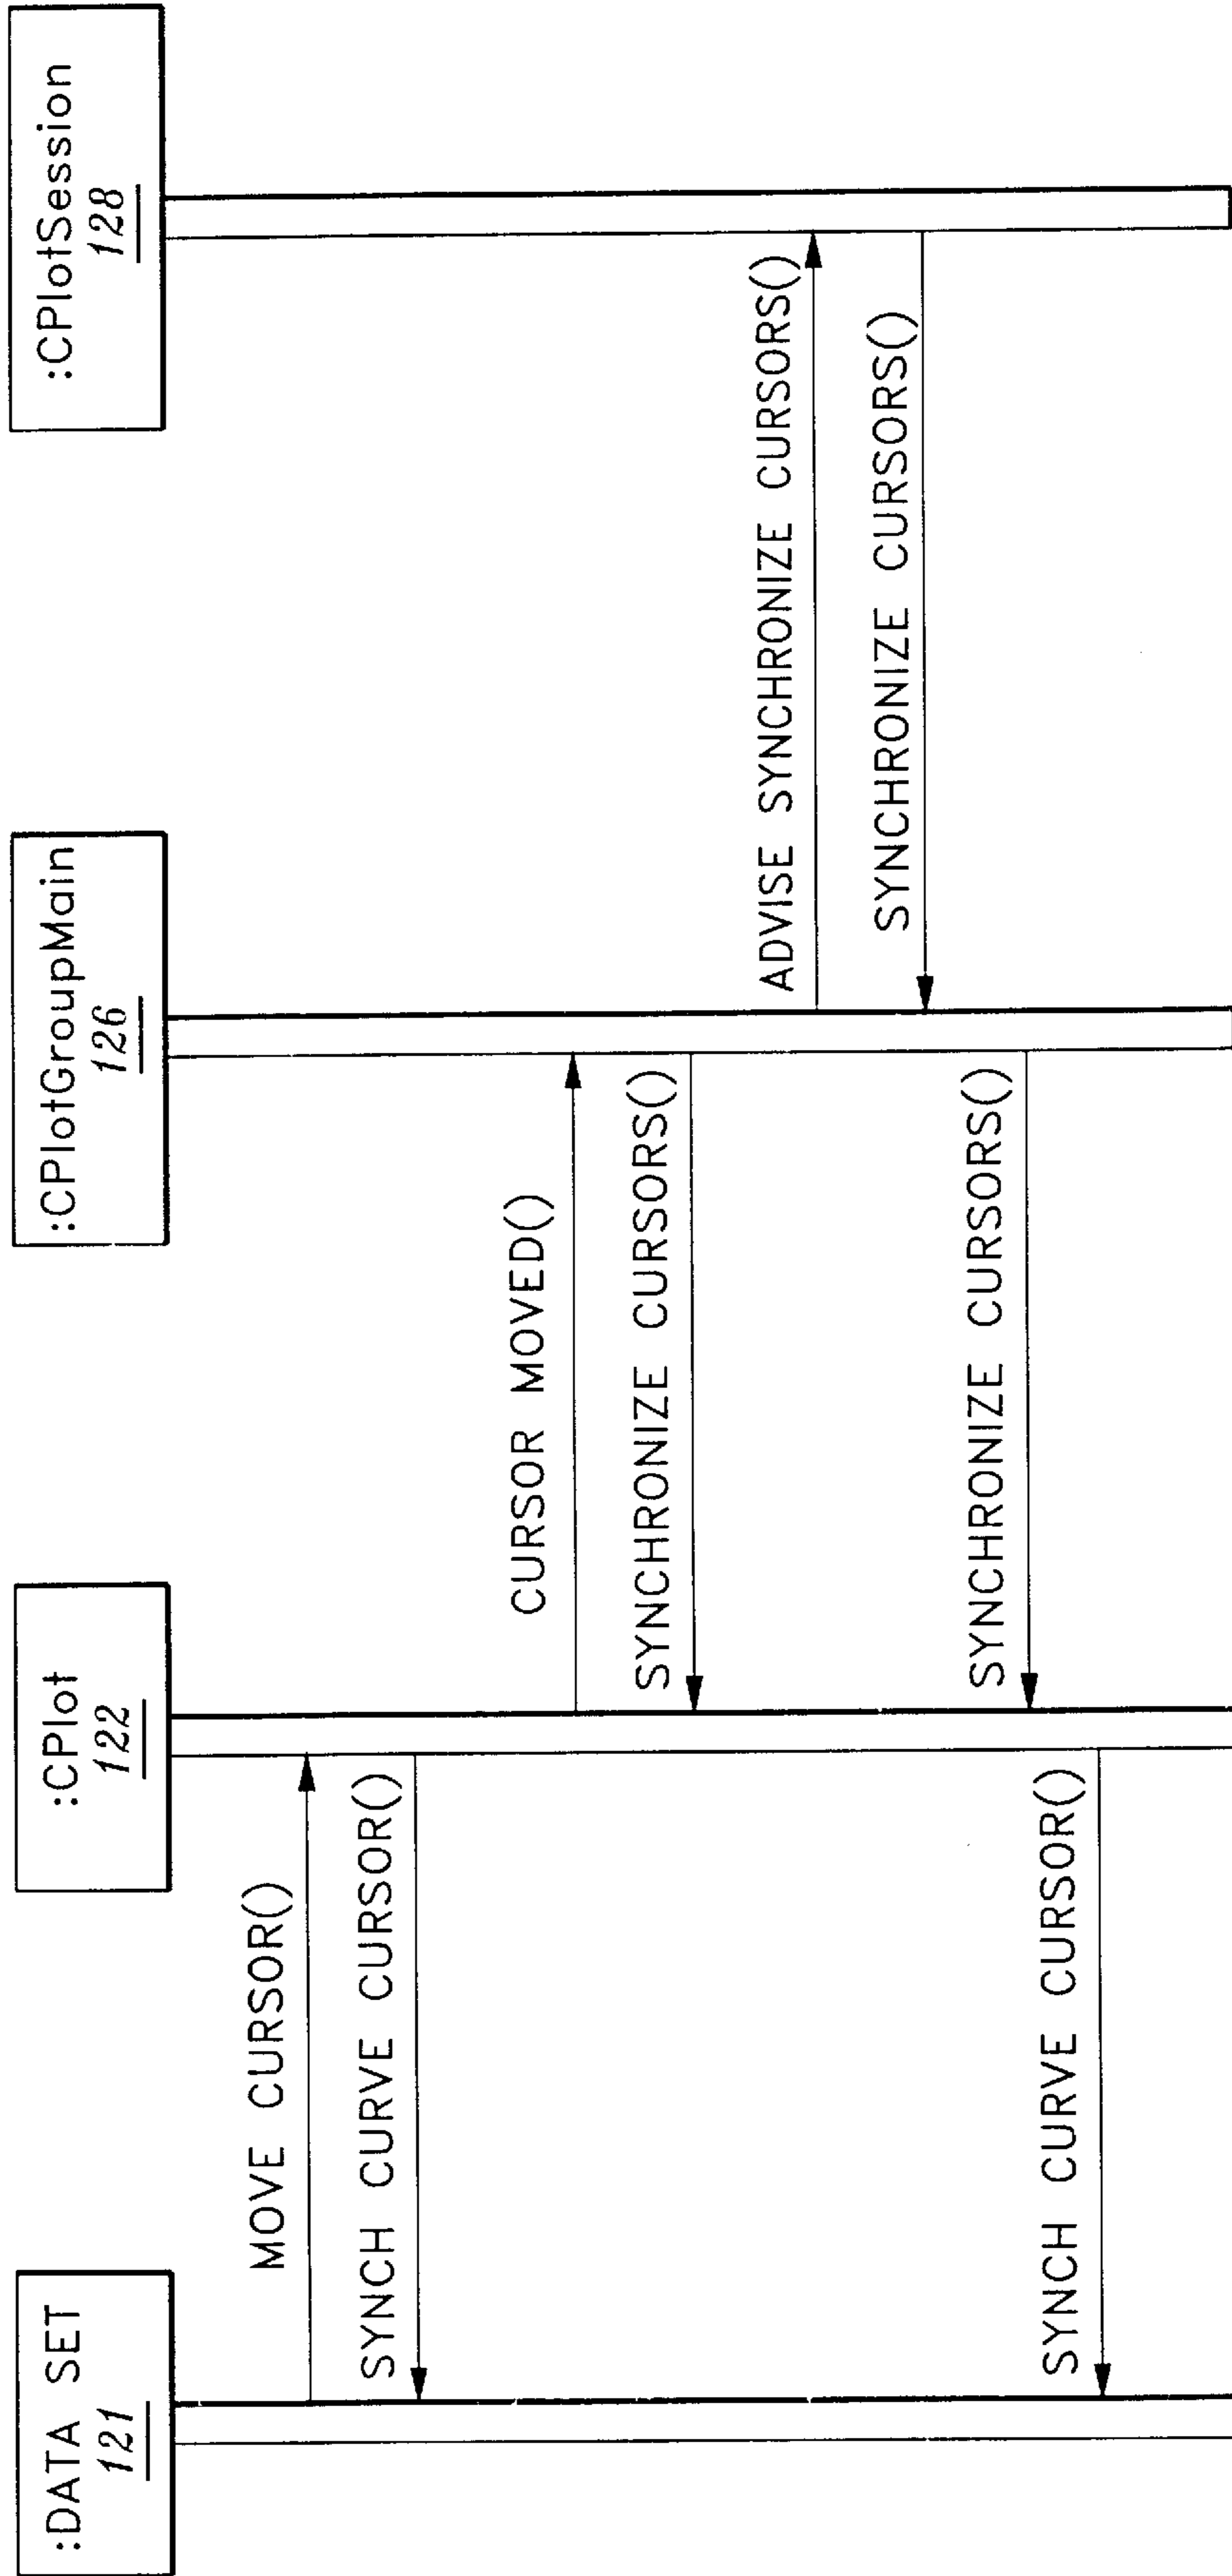 :DATA SET
121
:CPlot
122
:CPlotGroupMain
126
:CPlotSession
128
MOVE CURSOR()
SYNCH CURVE CURSOR()
CURSOR MOVED()
SYNCHRONIZE CURSORS()
ADVISE SYNCHRONIZE CURSORS()
SYNCHRONIZE CURSORS()
SYNCHRONIZE CURSORS()
SYNCH CURVE CURSOR()